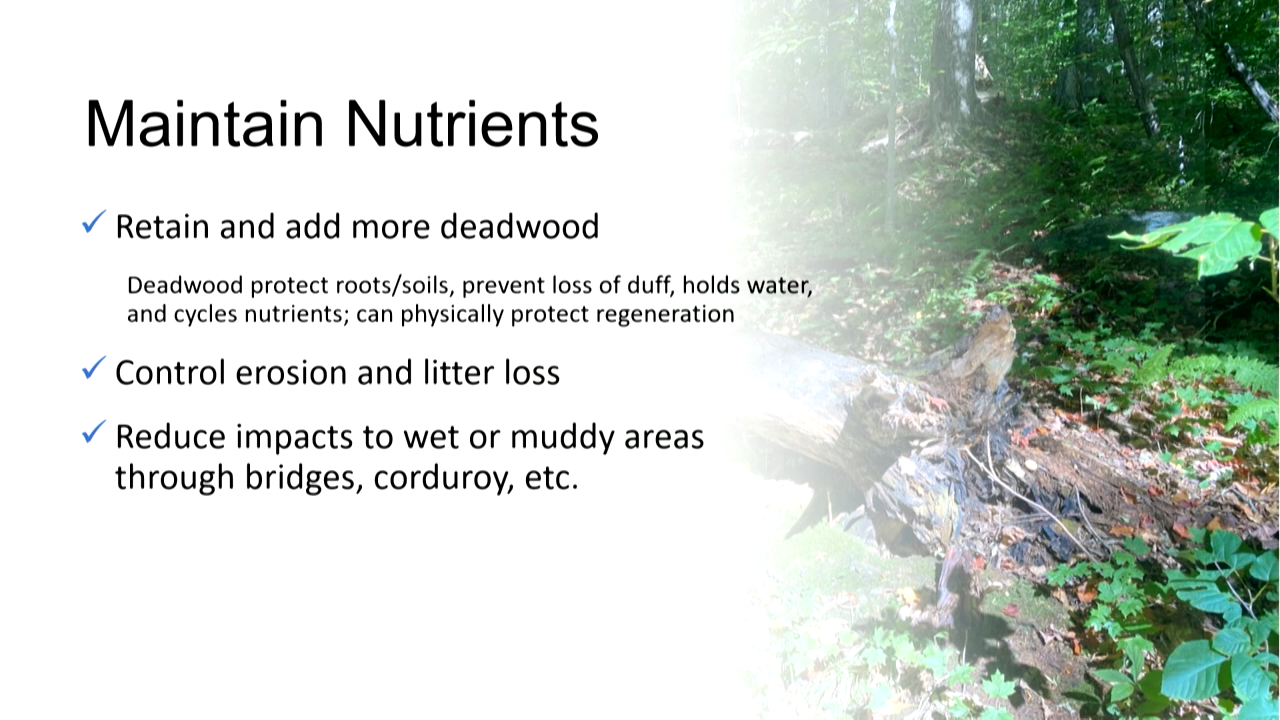 Maintain Nutrients
✓ Retain and add more deadwood
Deadwood protect roots/soils, prevent loss of duff, holds water,
and cycles nutrients; can physically protect regeneration
✓ Control erosion and litter loss
✓ Reduce impacts to wet or muddy areas
through bridges, corduroy, etc.